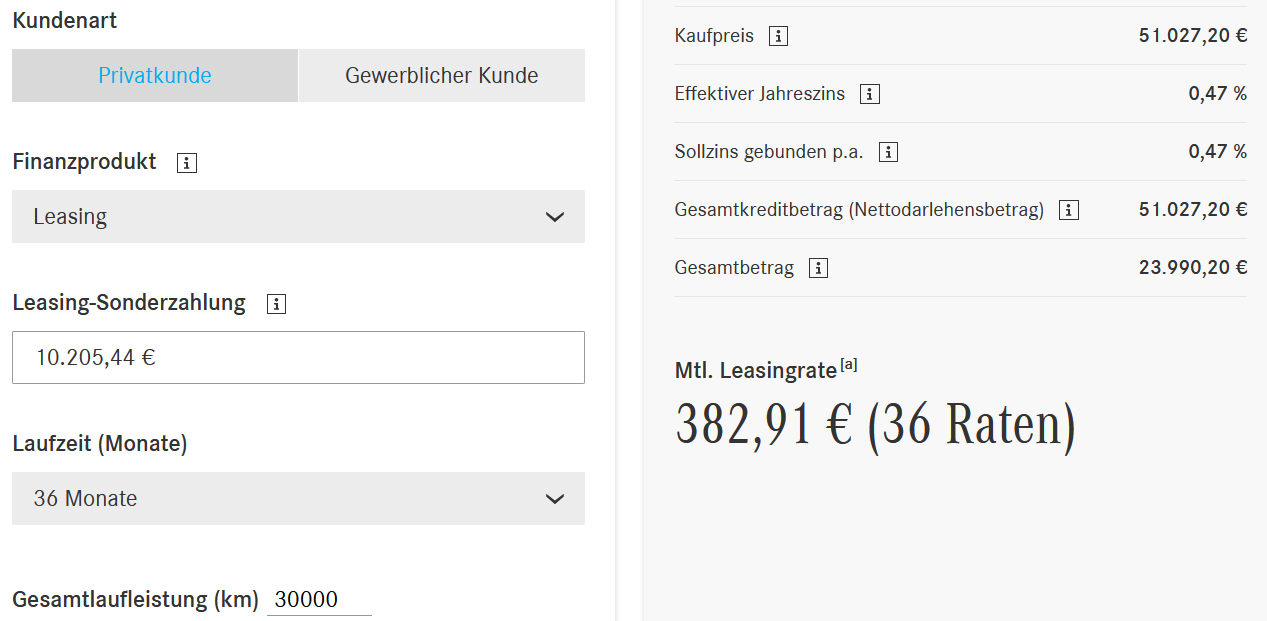 Kundenart
Privatkunde
Gewerblicher Kunde
Finanzprodukt i
Leasing
Leasing-Sonderzahlung i
10.205,44 €
Laufzeit (Monate)
36 Monate
Gesamtlaufleistung (km) 30000
Kaufpreis i 51.027,20 €
Effektiver Jahreszins i 0,47 %
Sollzins gebunden p.a. i 0,47 %
Gesamtkreditbetrag (Nettodarlehensbetrag) i 51.027,20 €
Gesamtbetrag i 23.990,20 €
Mtl. Leasingrate[a]
382,91 € (36 Raten)